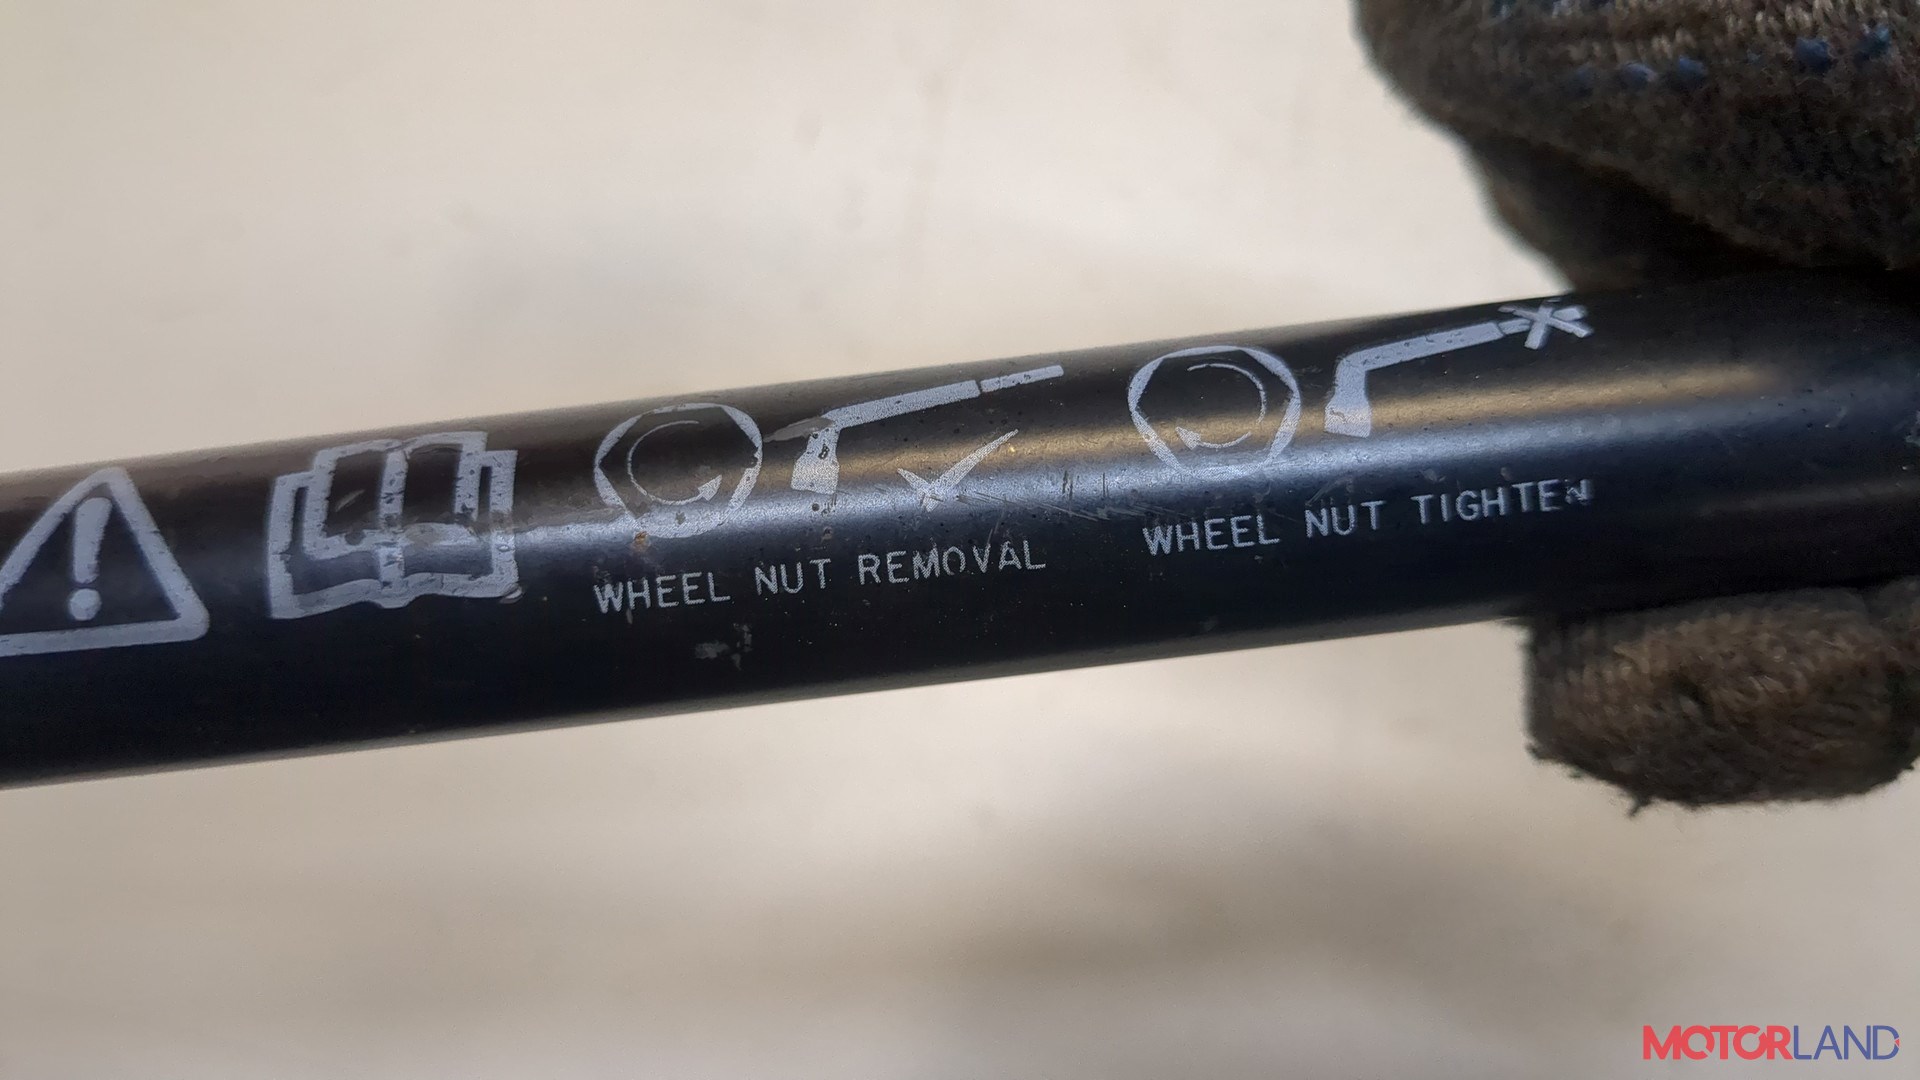 WHEEL NUT REMOVAL
WHEEL NUT TIGHTEN
MOTORLAND